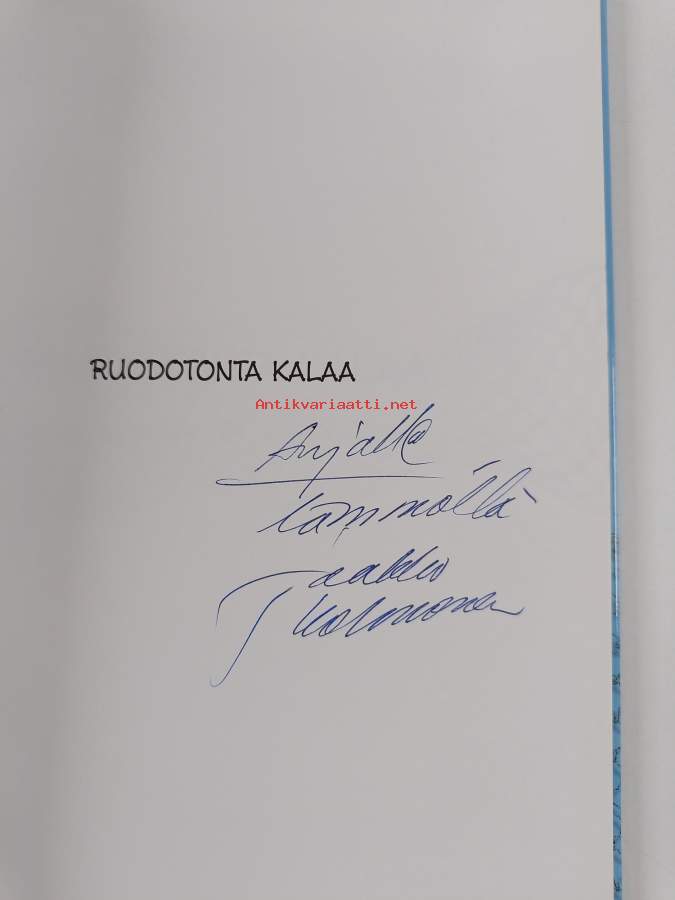 RUODOTONTA KALAA
Antikvariaatti.net
Anjalle
lämmöllä
Jaakko
Kolmonen